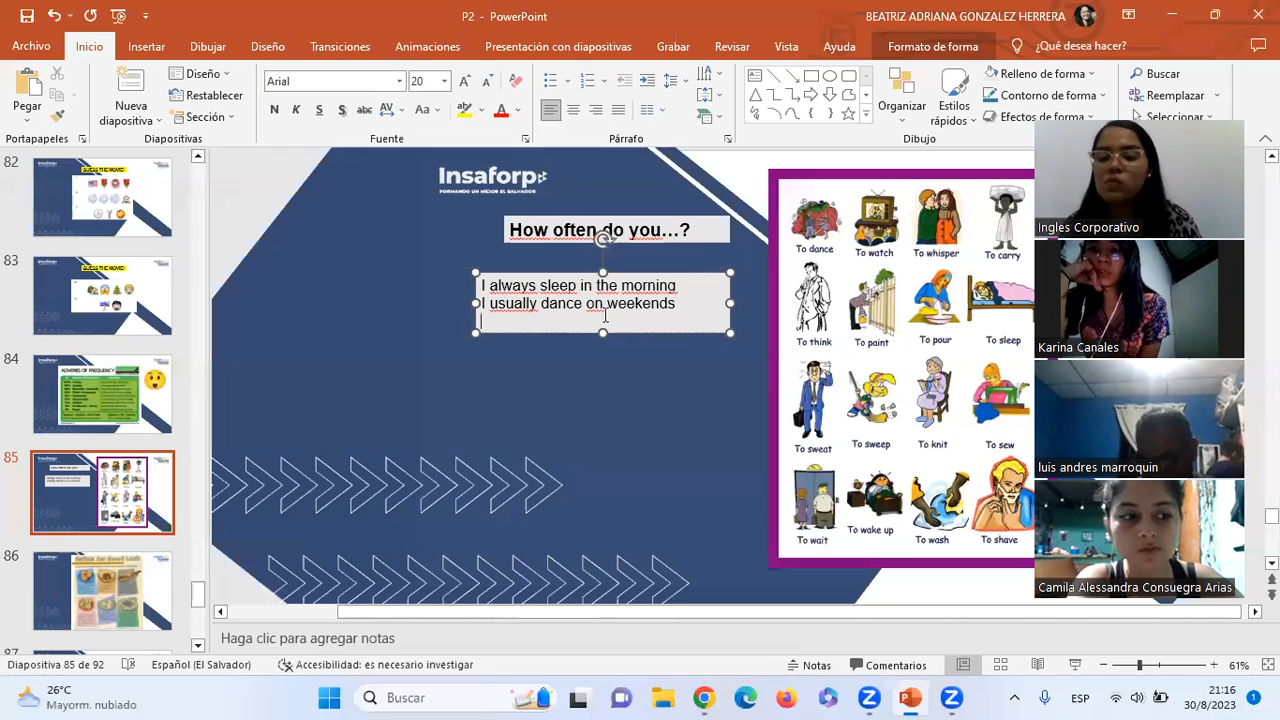 P2 - PowerPoint
BEATRIZ ADRIANA GONZALEZ HERRERA
Archivo
Inicio
Insertar
Dibujar
Diseño
Transiciones
Animaciones
Presentación con diapositivas
Grabar
Revisar
Vista
Ayuda
Formato de forma
¿Qué desea hacer?
Pegar
Nueva diapositiva
Diseño
Restablecer
Sección
Arial
20
N K S abc AV Aa
Organizar
Estilos rápidos
Relleno de forma
Contorno de forma
Efectos de forma
Buscar
Reemplazar
Seleccionar
Portapapeles
Diapositivas
Fuente
Párrafo
Dibujo
82
GUESS THE MOVIE!
83
GUESS THE MOVIE!
84
ADVERBS OF FREQUENCY
85
86
Insaforp
FORMANDO UN MEJOR EL SALVADOR
How often do you…?
I always sleep in the morning
I usually dance on weekends
To dance
To watch
To whisper
To carry
To think
To paint
To pour
To sleep
To sweat
To sweep
To knit
To sew
To wait
To wake up
To wash
To shave
Ingles Corporativo
Karina Canales
luis andres marroquin
Camila Alessandra Consuegra Arias
Haga clic para agregar notas
Diapositiva 85 de 92
Español (El Salvador)
Accesibilidad: es necesario investigar
Notas
Comentarios
61%
26°C
Mayorm. nublado
Buscar
ESP
21:16
30/8/2023